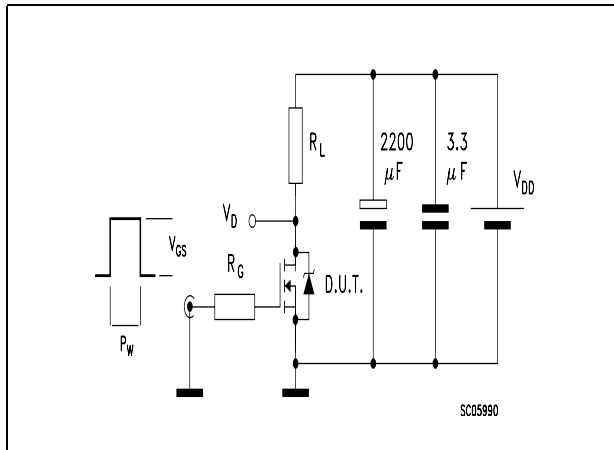 R_L
2200
μF
3.3
μF
V_DD
V_D
V_GS
R_G
D.U.T.
P_W
SC05990